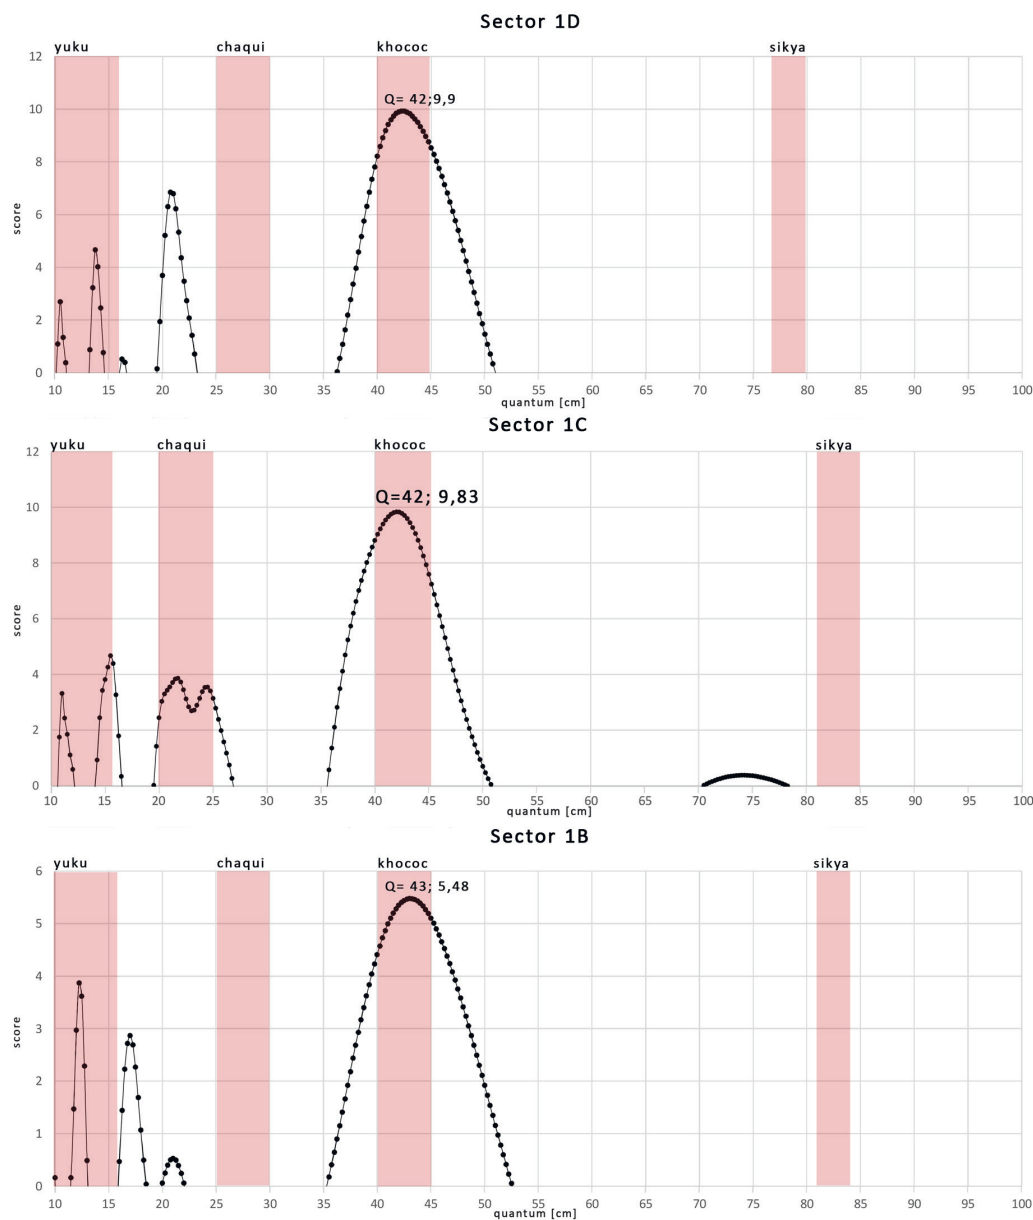 Sector 1D
yuku chaqui khococ sikya
12
Q= 42;9,9
10
8
6
4
2
0
score
10 15 20 25 30 35 40 45 50 55 60 65 70 75 80 85 90 95 100
quantum [cm]
Sector 1C
yuku chaqui khococ sikya
12
Q=42; 9,83
10
8
6
4
2
0
score
10 15 20 25 30 35 40 45 50 55 60 65 70 75 80 85 90 95 100
quantum [cm]
Sector 1B
yuku chaqui khococ sikya
6
Q= 43; 5,48
5
4
3
2
1
0
score
10 15 20 25 30 35 40 45 50 55 60 65 70 75 80 85 90 95 100
quantum [cm]